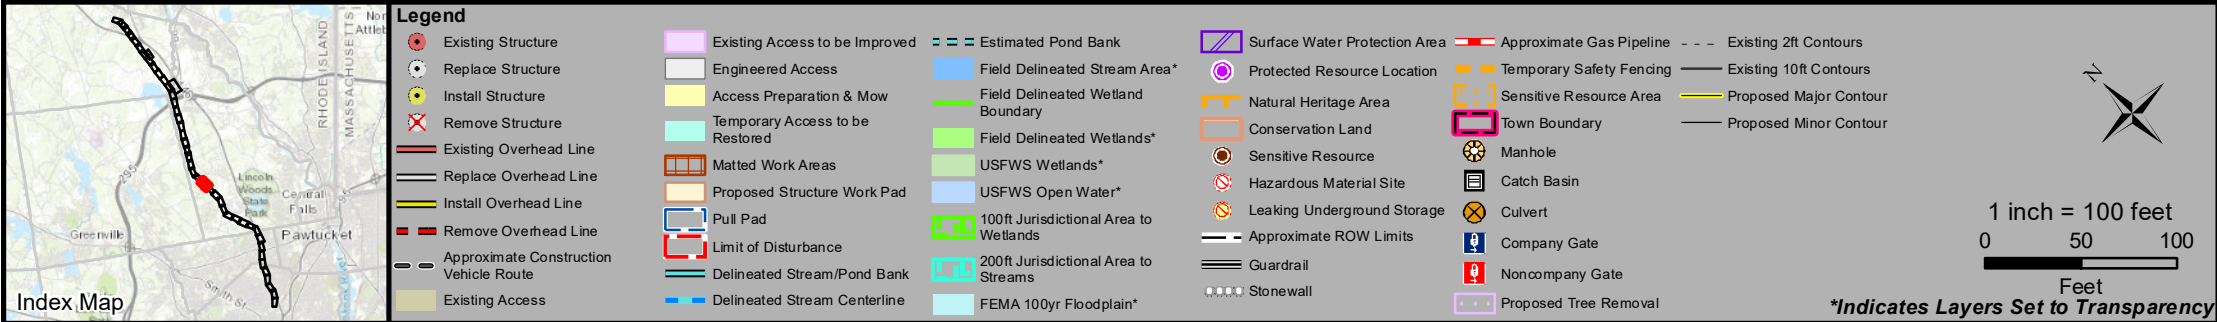 Nor
Attleb
RHODE ISLAND
MASSACHUSETTS
295
Lincoln
Woods
State
Park
Central
Falls
Greenville
Pawtucket
Smith St
Index Map
Legend
Existing Structure
Replace Structure
Install Structure
Remove Structure
Existing Overhead Line
Replace Overhead Line
Install Overhead Line
Remove Overhead Line
Approximate Construction
Vehicle Route
Existing Access
Existing Access to be Improved
Engineered Access
Access Preparation & Mow
Temporary Access to be
Restored
Matted Work Areas
Proposed Structure Work Pad
Pull Pad
Limit of Disturbance
Delineated Stream/Pond Bank
Delineated Stream Centerline
Estimated Pond Bank
Field Delineated Stream Area*
Field Delineated Wetland
Boundary
Field Delineated Wetlands*
USFWS Wetlands*
USFWS Open Water*
100ft Jurisdictional Area to
Wetlands
200ft Jurisdictional Area to
Streams
FEMA 100yr Floodplain*
Surface Water Protection Area
Protected Resource Location
Natural Heritage Area
Conservation Land
Sensitive Resource
Hazardous Material Site
Leaking Underground Storage
Approximate ROW Limits
Guardrail
Stonewall
Approximate Gas Pipeline
Temporary Safety Fencing
Sensitive Resource Area
Town Boundary
Manhole
Catch Basin
Culvert
Company Gate
Noncompany Gate
Proposed Tree Removal
Existing 2ft Contours
Existing 10ft Contours
Proposed Major Contour
Proposed Minor Contour
N
1 inch = 100 feet
0 50 100
Feet
*Indicates Layers Set to Transparency